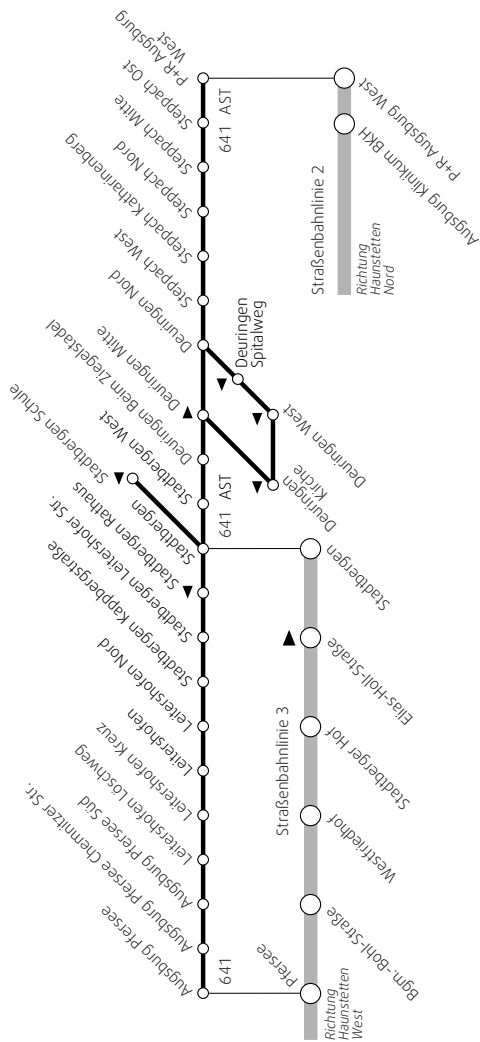 P+R Augsburg
West
Steppach Ost
Steppach Mitte
Steppach Nord
Steppach Katharinenberg
Steppach West
Deuringen Nord
Deuringen Mitte
Deuringen Beim Ziegelstadel
Stadtbergen West
Stadtbergen Schule
Stadtbergen
Stadtbergen Rathaus
Stadtbergen Leitershofer Str.
Stadtbergen Kappbergstraße
Leitershofen Nord
Leitershofen
Leitershofen Kreuz
Leitershofen Löschweg
Augsburg Pfersee Süd
Augsburg Pfersee Chemnitzer Str.
Augsburg Pfersee
641 AST
641 AST
641
Deuringen
Spitalweg
Deuringen West
Deuringen
Kirche
Straßenbahnlinie 2
Richtung
Haunstetten
Nord
P+R Augsburg West
Augsburg Klinikum BKH
Straßenbahnlinie 3
Stadtbergen
Elias-Holl-Straße
Stadtberger Hof
Westfriedhof
Bgm.-Bohl-Straße
Pfersee
Richtung
Haunstetten
West